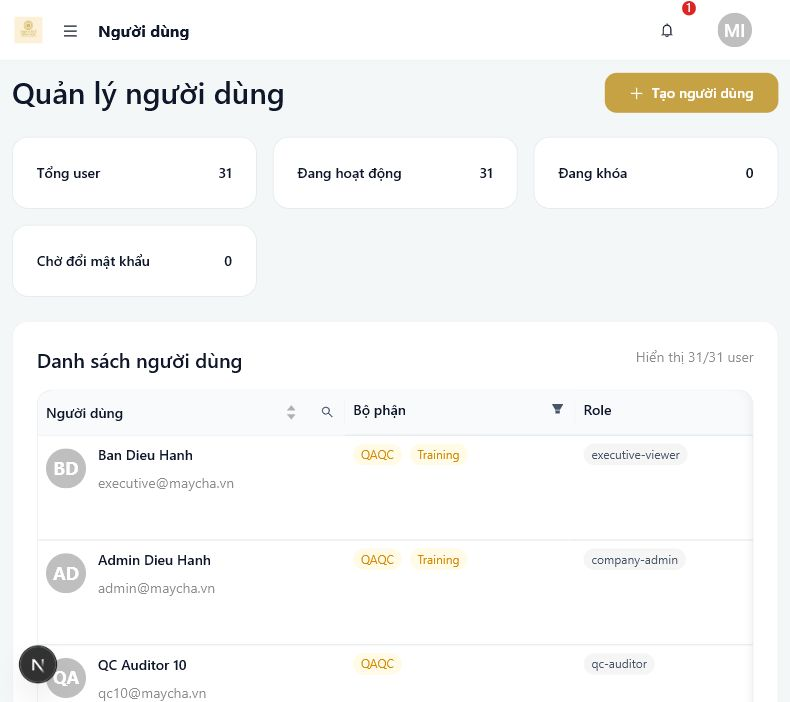 Người dùng
1
MI
Quản lý người dùng
Tạo người dùng
Tổng user 31
Đang hoạt động 31
Đang khóa 0
Chờ đổi mật khẩu 0
Danh sách người dùng
Hiển thị 31/31 user
Người dùng Bộ phận Role
BD Ban Dieu Hanh QAQC Training executive-viewer
executive@maycha.vn
AD Admin Dieu Hanh QAQC Training company-admin
admin@maycha.vn
N QA QC Auditor 10 QAQC qc-auditor
qc10@maycha.vn